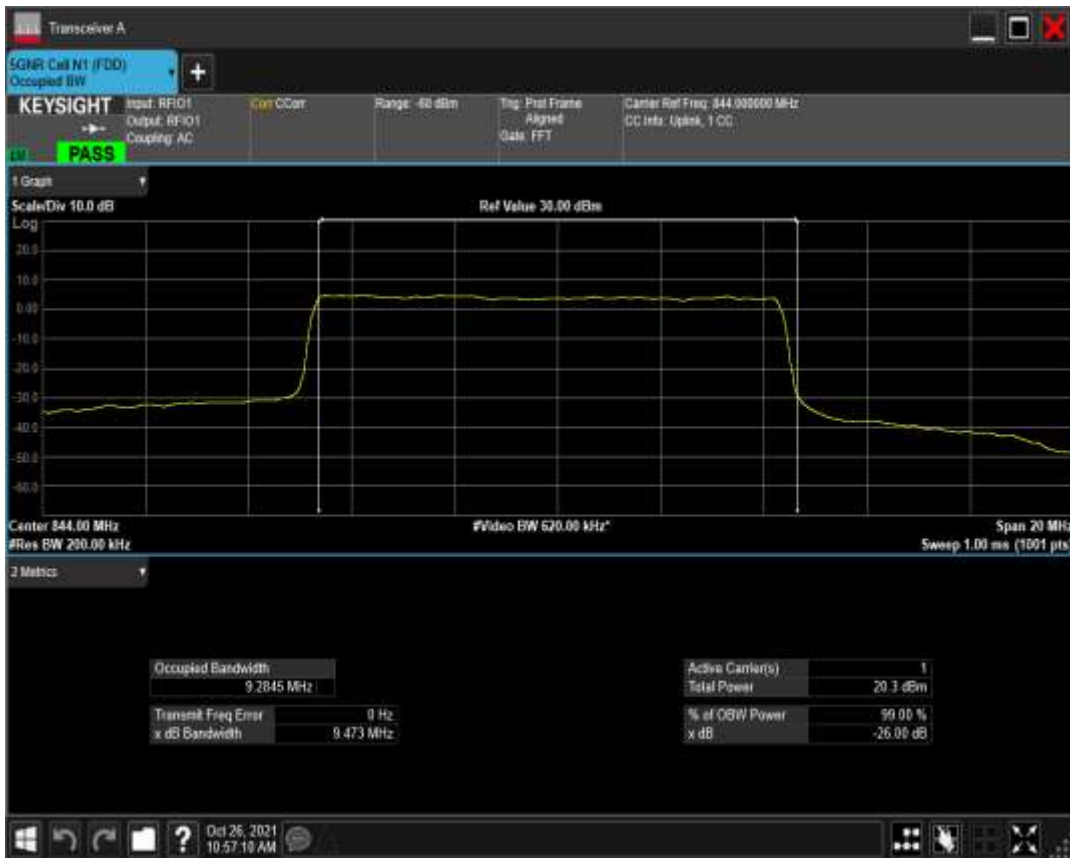 Transceiver A
5GNR Cell N1 (FDD)
Occupied BW
KEYSIGHT
Input: RFIO1
Output: RFIO1
Coupling: AC
Corr CCorr
Range: -60 dBm
Trig: Prot Frame
Aligned
Gate: FFT
Carrier Ref Freq: 844.000000 MHz
CC Info: Uplink, 1 CC
PASS
1 Graph
Scale/Div 10.0 dB
Ref Value 30.00 dBm
Log
20.0
10.0
0.00
-10.0
-20.0
-30.0
-40.0
-50.0
-60.0
Center 844.00 MHz
#Video BW 620.00 kHz*
Span 20 MHz
#Res BW 200.00 kHz
Sweep 1.00 ms (1001 pts)
2 Metrics
Occupied Bandwidth
9.2845 MHz
Transmit Freq Error 0 Hz
x dB Bandwidth 9.473 MHz
Active Carrier(s) 1
Total Power 20.3 dBm
% of OBW Power 99.00 %
x dB -26.00 dB
Oct 26, 2021
10:57:10 AM